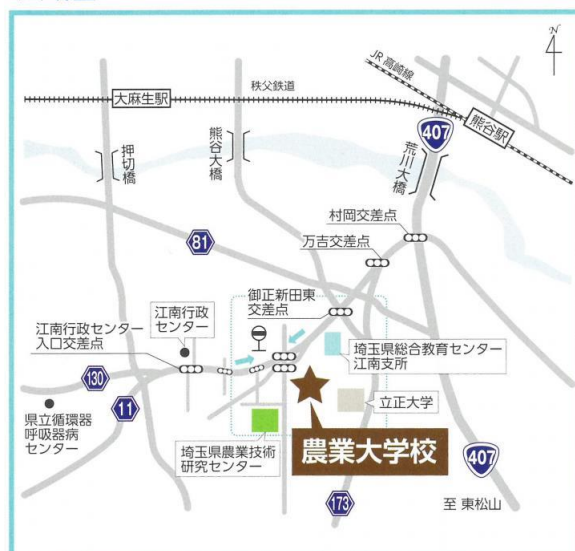 N
JR 高崎線
秩父鉄道
大麻生駅
熊谷駅
407
押切橋
熊谷大橋
荒川大橋
村岡交差点
81
万吉交差点
御正新田東
交差点
江南行政
センター
江南行政センター
入口交差点
埼玉県総合教育センター
江南支所
130
11
立正大学
県立循環器
呼吸器病
センター
埼玉県農業技術
研究センター
農業大学校
407
173
至 東松山